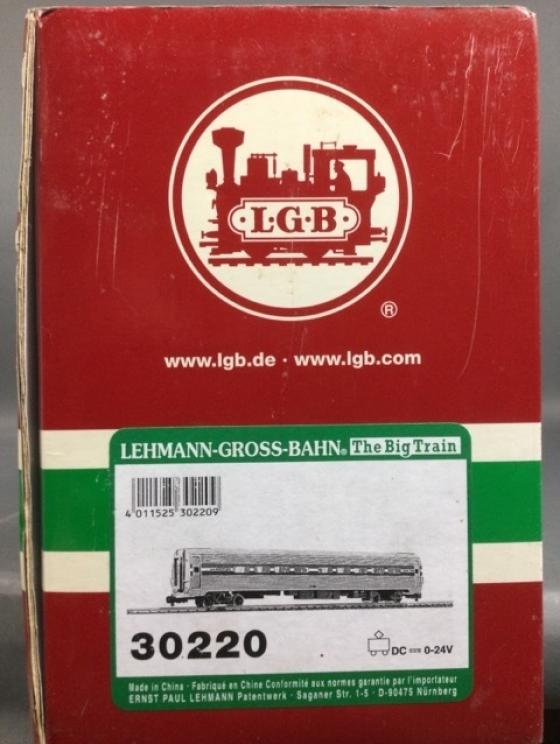 L·G·B
®
www.lgb.de · www.lgb.com
LEHMANN-GROSS-BAHN® The Big Train
4 011525 302209
30220
DC 0-24V
Made in China · Fabriqué en Chine Conformité aux normes garantie par l'importateur
ERNST PAUL LEHMANN Patentwerk · Saganer Str. 1-5 · D-90475 Nürnberg